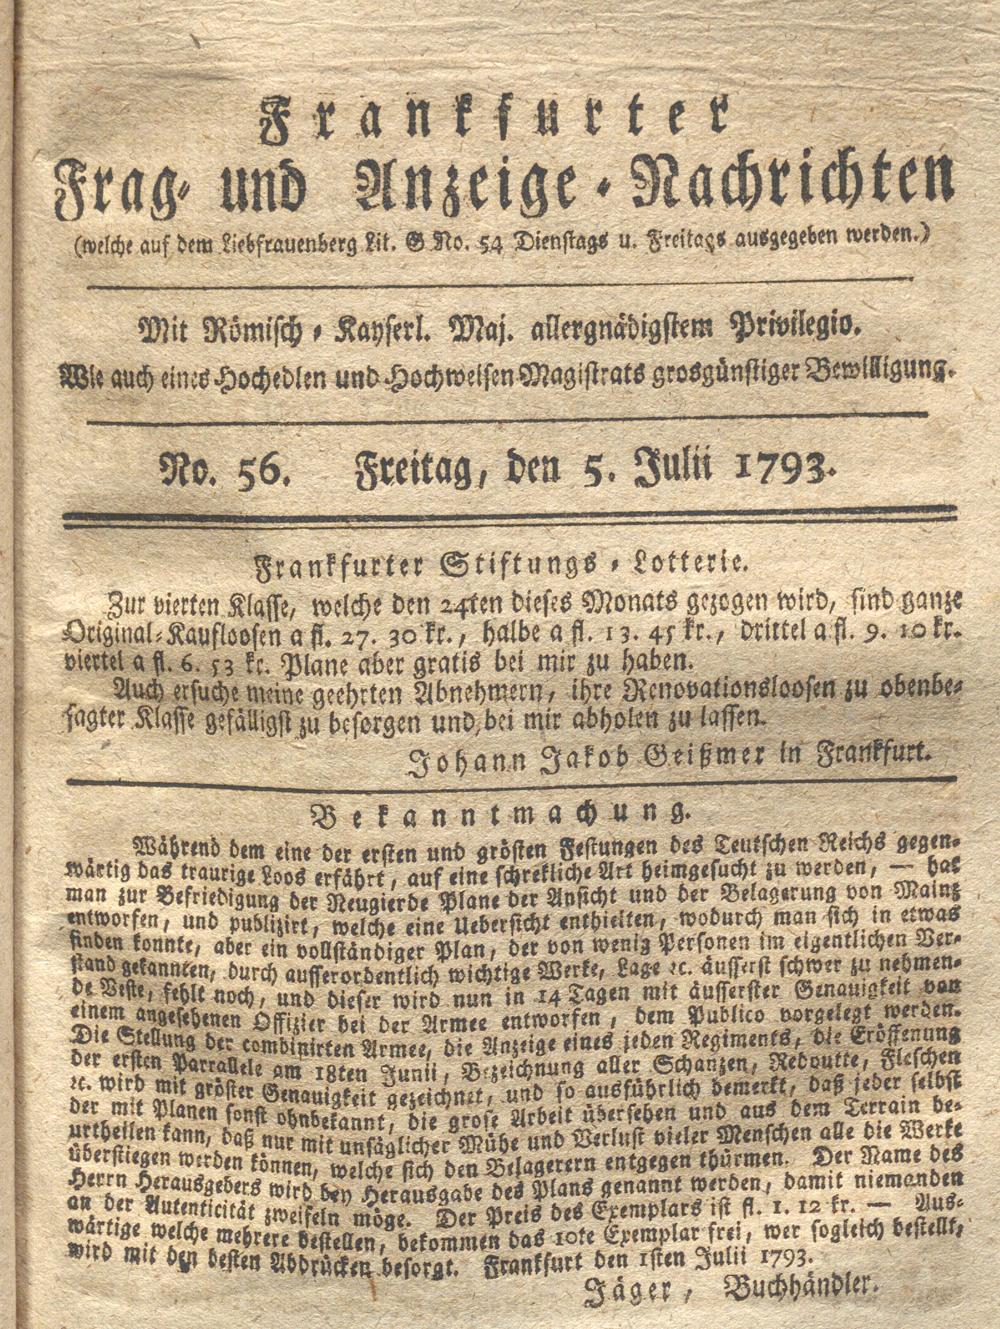 Frankfurter
Frag- und Anzeige-Nachrichten
(welche auf dem Liebfrauenberg Lit. G No. 54 Dienstags u. Freitags ausgegeben werden.)
Mit Römisch-Kayserl. Maj. allergnädigstem Privilegio.
Wie auch eines Hochedlen und Hochweisen Magistrats grosgünstiger Bewilligung.
No. 56. Freitag, den 5. Julii 1793.
Frankfurter Stiftungs-Lotterie.
Zur vierten Klasse, welche den 24ten dieses Monats gezogen wird, sind ganze
Original-Kaufloosen a fl. 27. 30 kr., halbe a fl. 13. 45 kr., drittel a fl. 9. 10 kr.
viertel a fl. 6. 53 kr. Plane aber gratis bei mir zu haben.
Auch ersuche meine geehrten Abnehmern, ihre Renovationsloosen zu obenbe-
sagter Klasse gefälligst zu besorgen und bei mir abholen zu lassen.
Johann Jakob Geißmer in Frankfurt.
Bekanntmachung.
Während dem eine der ersten und grösten Festungen des Teutschen Reichs gegen-
wärtig das traurige Loos erfährt, auf eine schrekliche Art heimgesucht zu werden, — hat
man zur Befriedigung der Neugierde Plane der Ansicht und der Belagerung von Mainz
entworfen, und publizirt, welche eine Uebersicht enthielten, wodurch man sich in etwas
finden konnte, aber ein vollständiger Plan, der von wenig Personen im eigentlichen Ver-
stand gekannten, durch ausserordentlich wichtige Werke, Lage ꝛc. äusserst schwer zu nehmen-
de Veste, fehlt noch, und dieser wird nun in 14 Tagen mit äusserster Genauigkeit von
einem angesehenen Offizier bei der Armee entworfen, dem Publico vorgelegt werden.
Die Stellung der combinirten Armee, die Anzeige eines jeden Regiments, die Eröffenung
der ersten Parrallele am 18ten Junii, Bezeichnung aller Schanzen, Redoutte, Fleschen
ꝛc. wird mit gröster Genauigkeit gezeichnet, und so ausführlich bemerkt, daß jeder selbst
der mit Planen sonst ohnbekannt, die grose Arbeit übersehen und aus dem Terrain be-
urtheilen kann, daß nur mit unsäglicher Mühe und Verlust vieler Menschen alle die Werke
überstiegen werden können, welche sich den Belagerern entgegen thürmen. Der Name des
Herrn Herausgebers wird bey Herausgabe des Plans genannt werden, damit niemanden
an der Autenticität zweifeln möge. Der Preis des Exemplars ist fl. 1. 12 kr. — Aus-
wärtige welche mehrere bestellen, bekommen das 10te Exemplar frei, wer sogleich bestellt,
wird mit den besten Abdrücken besorgt. Frankfurt den 1sten Julii 1793.
Jäger, Buchhändler.